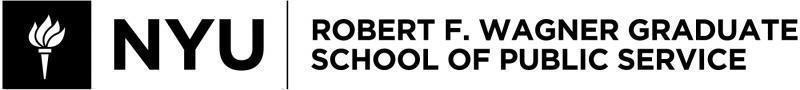 NYU
ROBERT F. WAGNER GRADUATE
SCHOOL OF PUBLIC SERVICE